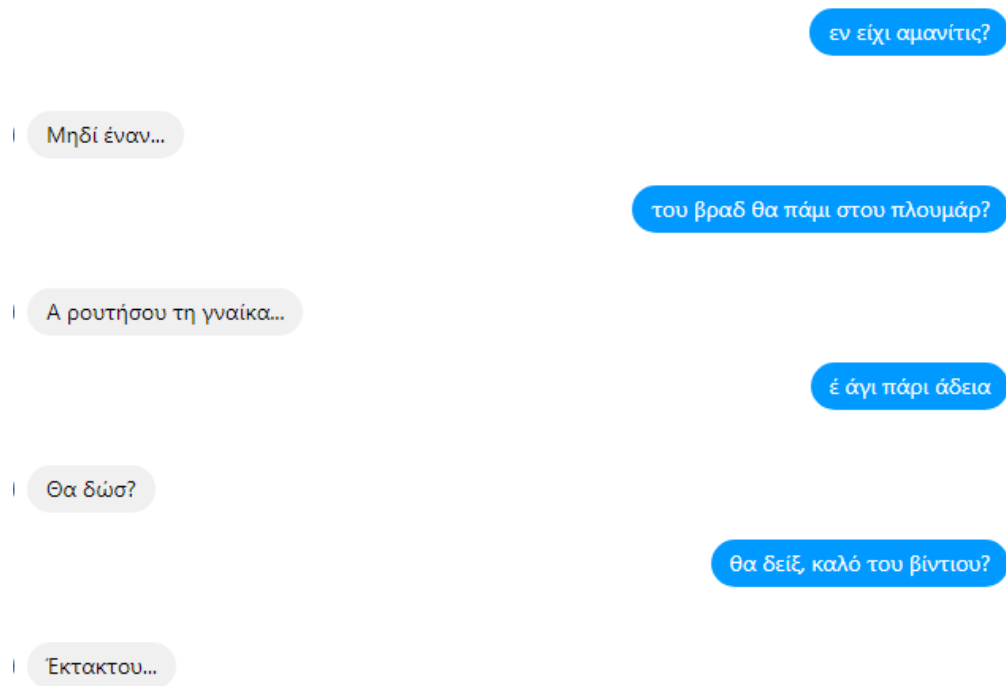 εν είχι αμανίτις?
Μηδί έναν...
του βραδ θα πάμι στου πλουμάρ?
Α ρουτήσου τη γναίκα...
έ άγι πάρι άδεια
Θα δώσ?
θα δείξ, καλό του βίντιου?
Έκτακτου...